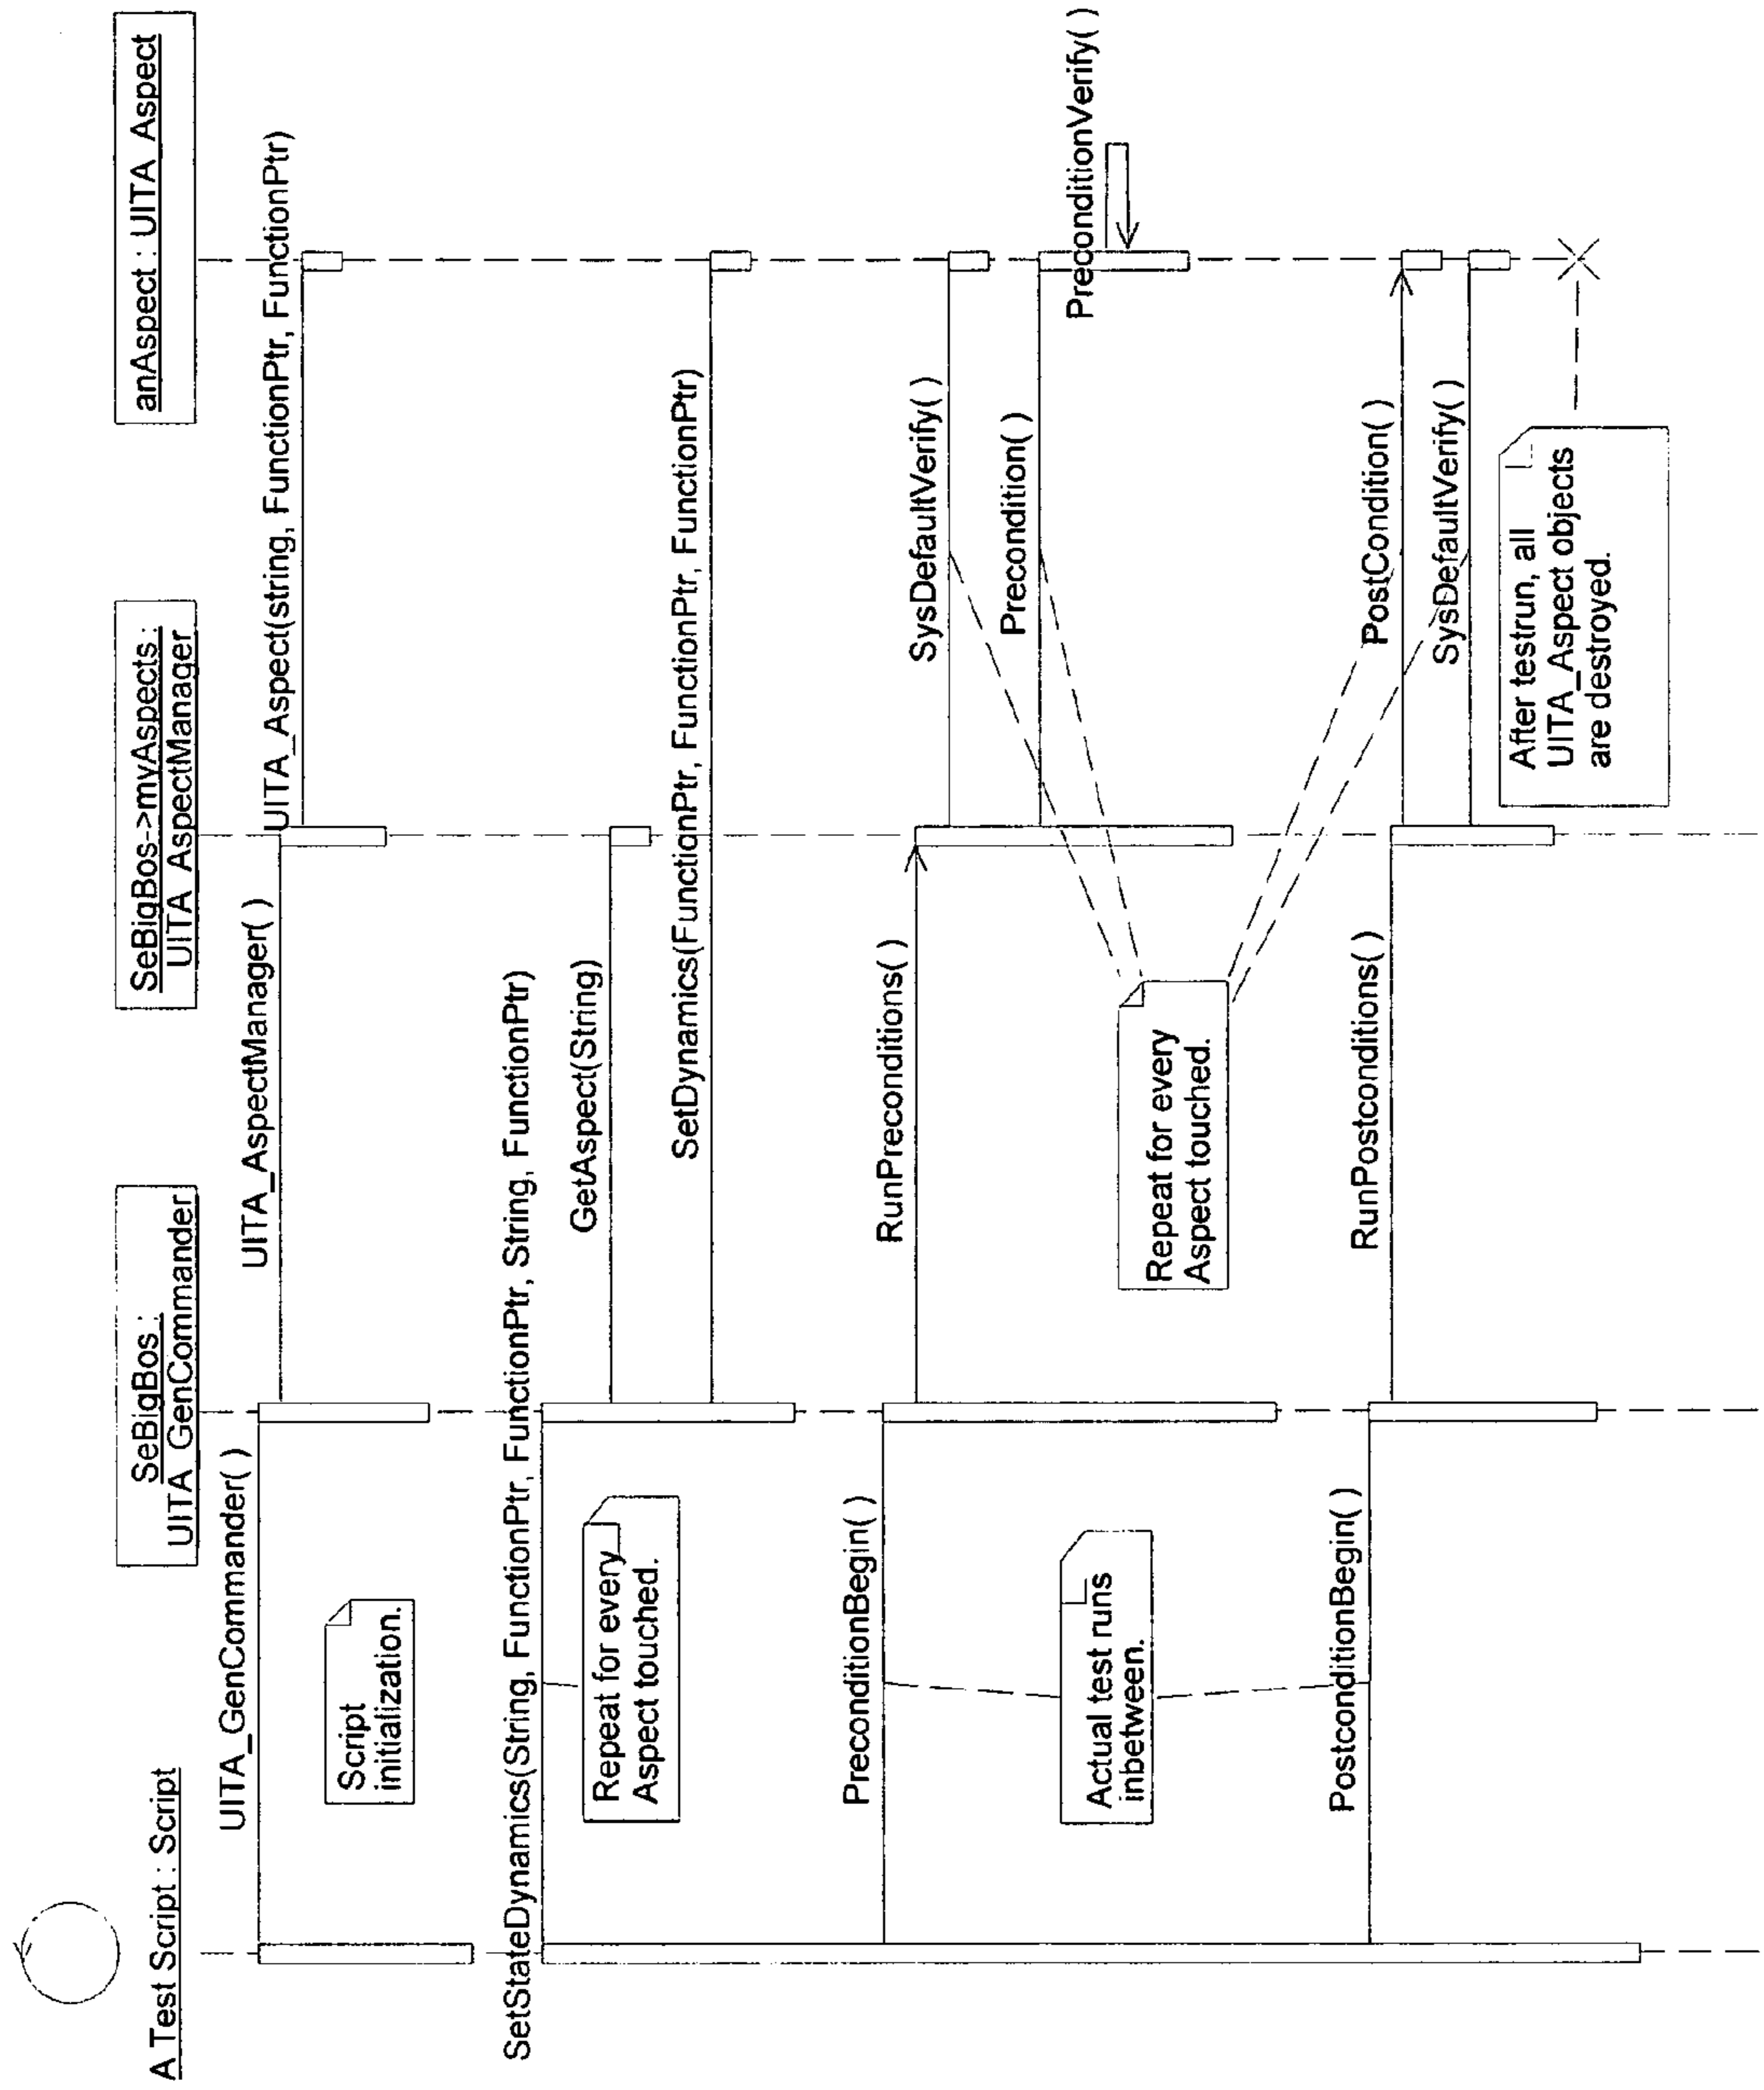 A Test Script : Script
SeBigBos :
UITA_GenCommander
SeBigBos->myAspects :
UITA_AspectManager
anAspect : UITA_Aspect
UITA_GenCommander( )
UITA_AspectManager( )
UITA_Aspect(string, FunctionPtr, FunctionPtr)
Script
initialization.
SetStateDynamics(String, FunctionPtr, FunctionPtr, String, FunctionPtr)
Repeat for every
Aspect touched.
GetAspect(String)
SetDynamics(FunctionPtr, FunctionPtr, FunctionPtr)
PreconditionBegin( )
RunPreconditions( )
SysDefaultVerify( )
Precondition( )
PreconditionVerify( )
Actual test runs
inbetween.
Repeat for every
Aspect touched.
PostconditionBegin( )
RunPostconditions( )
PostCondition( )
SysDefaultVerify( )
After testrun, all
UITA_Aspect objects
are destroyed.